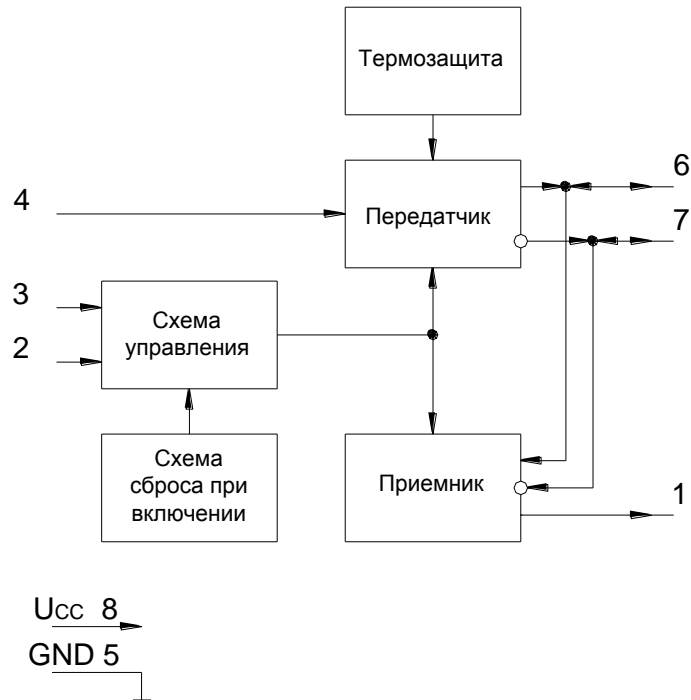 Термозащита
6
4
Передатчик
7
3
Схема
управления
2
Схема
сброса при
включении
Приемник
1
Ucc 8
GND 5